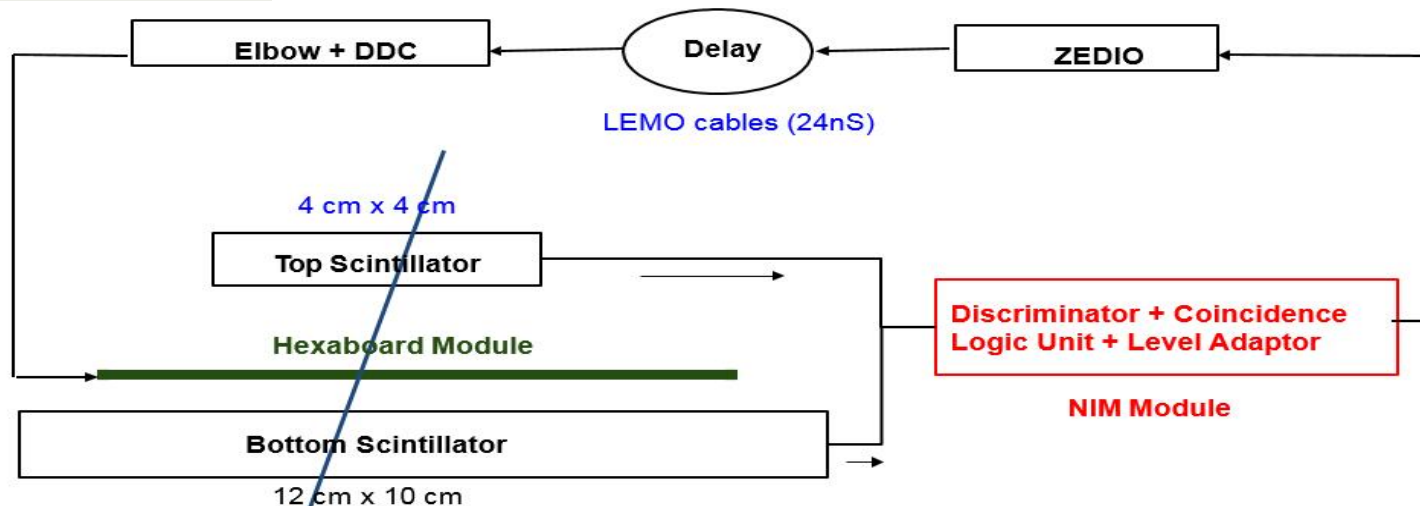 Elbow + DDC
Delay
ZEDIO
LEMO cables (24nS)
4 cm x 4 cm
Top Scintillator
Hexaboard Module
Discriminator + Coincidence
Logic Unit + Level Adaptor
NIM Module
Bottom Scintillator
12 cm x 10 cm